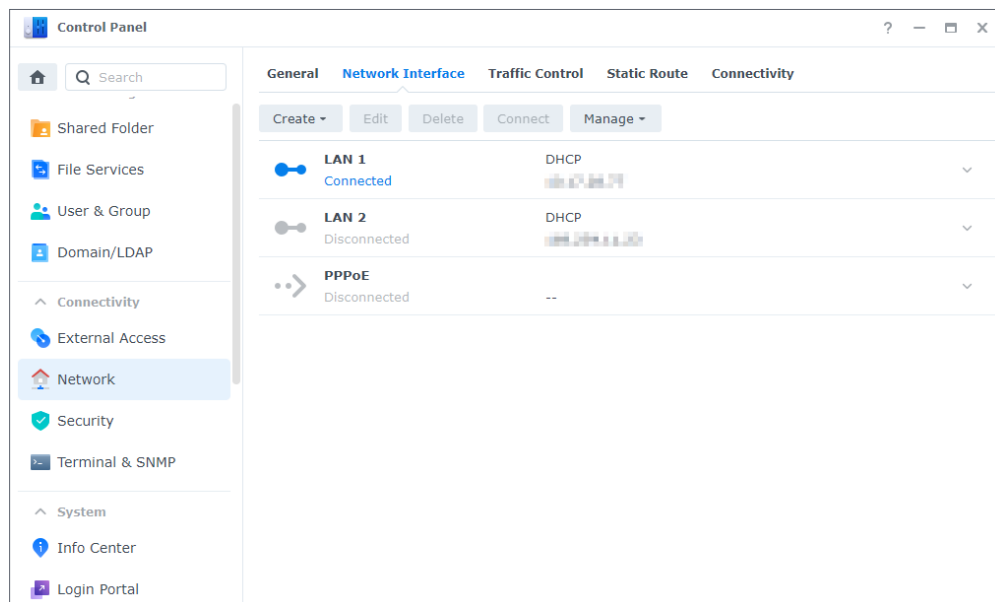 Control Panel
Search
Shared Folder
File Services
User & Group
Domain/LDAP
Connectivity
External Access
Network
Security
Terminal & SNMP
System
Info Center
Login Portal
General Network Interface Traffic Control Static Route Connectivity
Create Edit Delete Connect Manage
LAN 1 DHCP
Connected
LAN 2 DHCP
Disconnected
PPPoE
Disconnected --